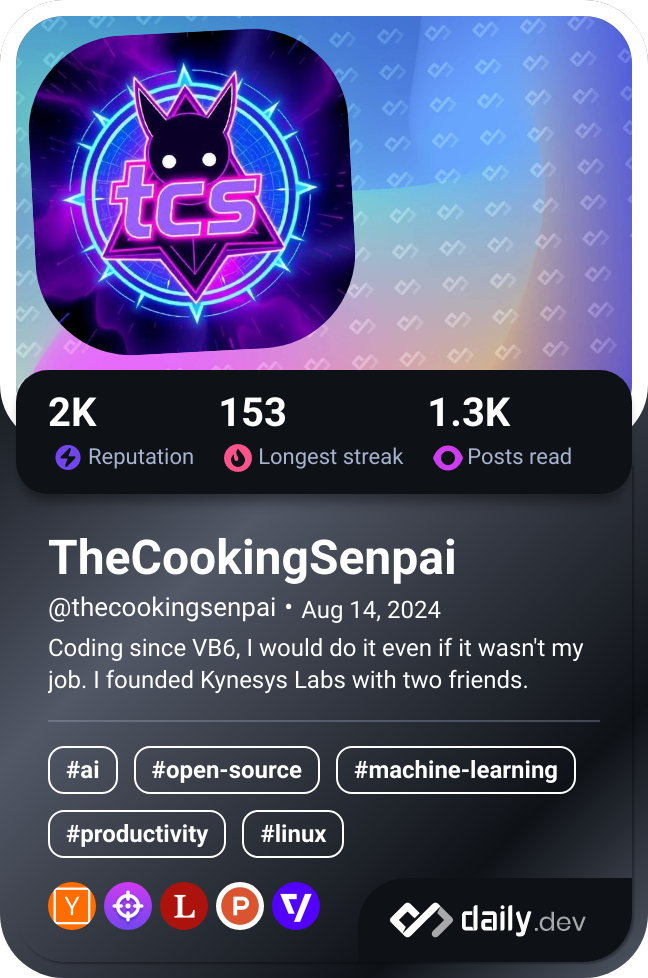 tcs
2K 153 1.3K
Reputation Longest streak Posts read
TheCookingSenpai
@thecookingsenpai • Aug 14, 2024
Coding since VB6, I would do it even if it wasn't my
job. I founded Kynesys Labs with two friends.
#ai #open-source #machine-learning
#productivity #linux
Y L P
daily.dev